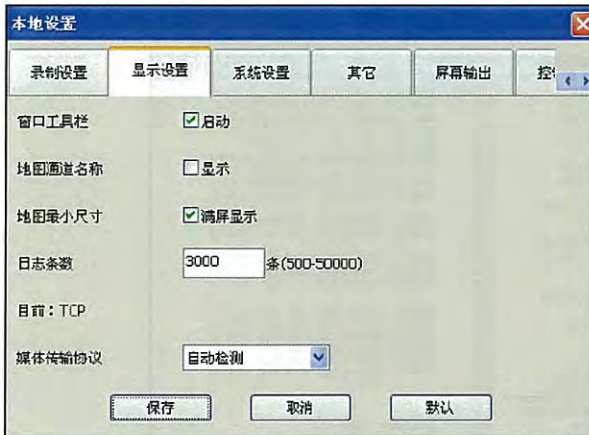 本地设置
录制设置 显示设置 系统设置 其它 屏幕输出
窗口工具栏 启动
地图通道名称 显示
地图最小尺寸 满屏显示
日志条数 3000 条(500-50000)
目前：TCP
媒体传输协议 自动检测
保存 取消 默认